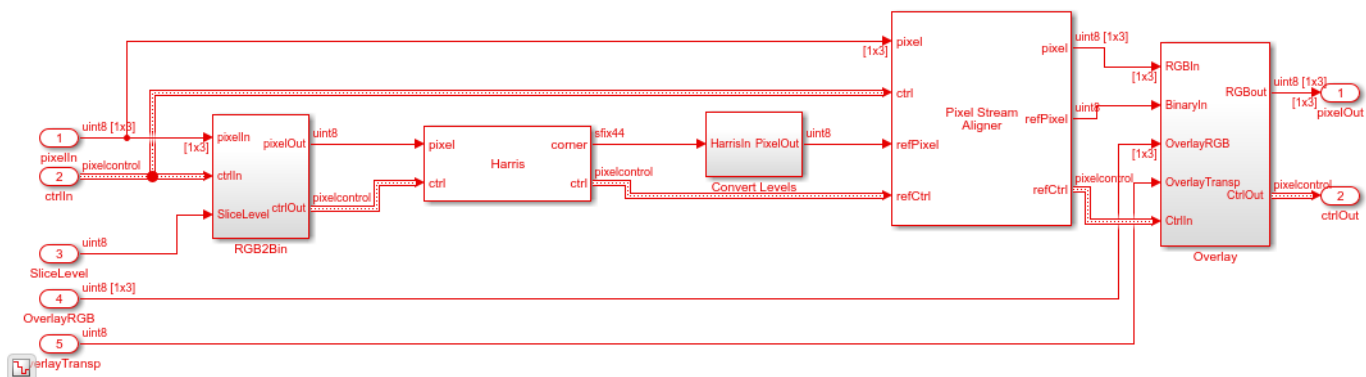 1
pixelIn
uint8 [1x3]
2
ctrlIn
pixelcontrol
3
SliceLevel
uint8
4
OverlayRGB
uint8 [1x3]
5
verlayTransp
uint8
[1x3]
pixelIn
ctrlIn
SliceLevel
pixelOut
ctrlOut
RGB2Bin
uint8
pixelcontrol
pixel
ctrl
Harris
corner
ctrl
sfix44
pixelcontrol
HarrisIn PixelOut
Convert Levels
uint8
[1x3]
pixel
ctrl
refPixel
refCtrl
Pixel Stream
Aligner
pixel
refPixel
refCtrl
uint8 [1x3]
uint8
pixelcontrol
[1x3]
[1x3]
RGBIn
BinaryIn
OverlayRGB
OverlayTransp
CtrlIn
RGBout
CtrlOut
Overlay
uint8 [1x3]
[1x3]
pixelcontrol
1
pixelOut
2
ctrlOut